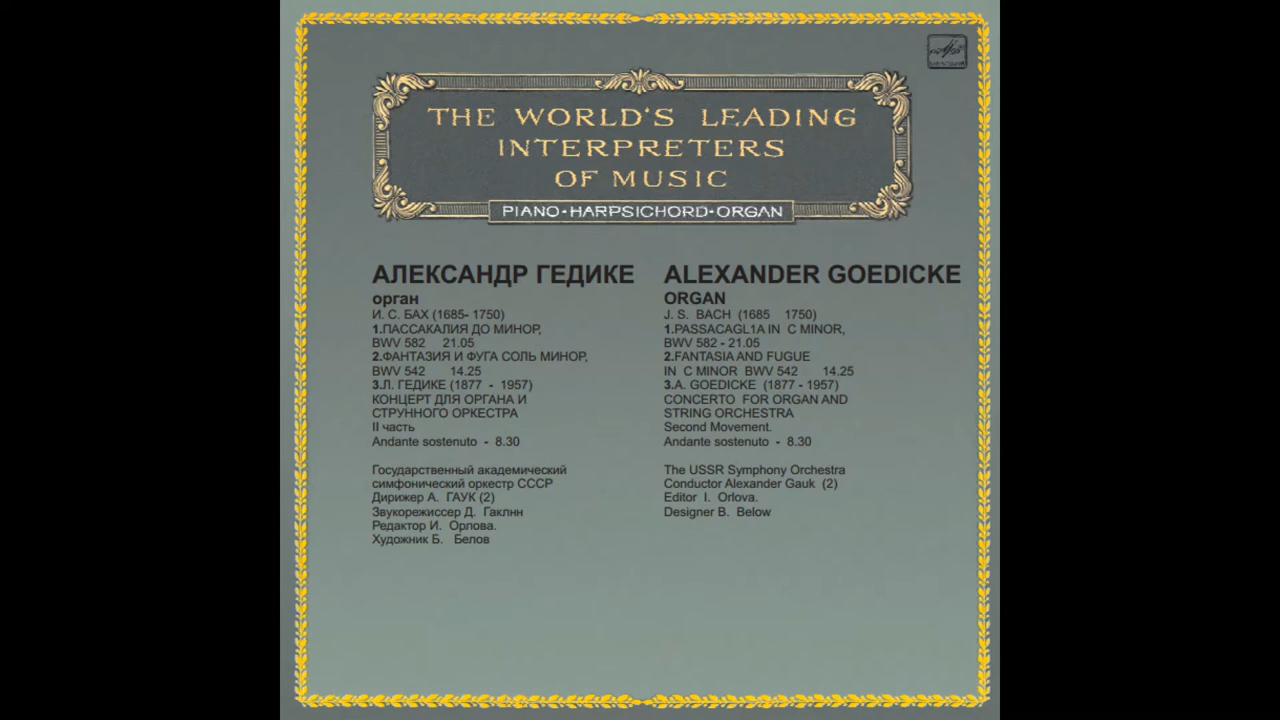 THE WORLD'S LEADING
INTERPRETERS
OF MUSIC
PIANO•HARPSICHORD•ORGAN
АЛЕКСАНДР ГЕДИКЕ
орган
И. С. БАХ (1685- 1750)
1.ПАССАКАЛИЯ ДО МИНОР,
BWV 582 21.05
2.ФАНТАЗИЯ И ФУГА СОЛЬ МИНОР,
BWV 542 14.25
3.Л. ГЕДИКЕ (1877 - 1957)
КОНЦЕРТ ДЛЯ ОРГАНА И
СТРУННОГО ОРКЕСТРА
II часть
Andante sostenuto - 8.30
Государственный академический
симфонический оркестр СССР
Дирижер А. ГАУК (2)
Звукорежиссер Д. Гаклнн
Редактор И. Орлова.
Художник Б. Белов
ALEXANDER GOEDICKE
ORGAN
J. S. BACH (1685 1750)
1.PASSACAGL1A IN C MINOR,
BWV 582 - 21.05
2.FANTASIA AND FUGUE
IN C MINOR BWV 542 14.25
3.A. GOEDICKE (1877 - 1957)
CONCERTO FOR ORGAN AND
STRING ORCHESTRA
Second Movement.
Andante sostenuto - 8.30
The USSR Symphony Orchestra
Conductor Alexander Gauk (2)
Editor I. Orlova.
Designer B. Below